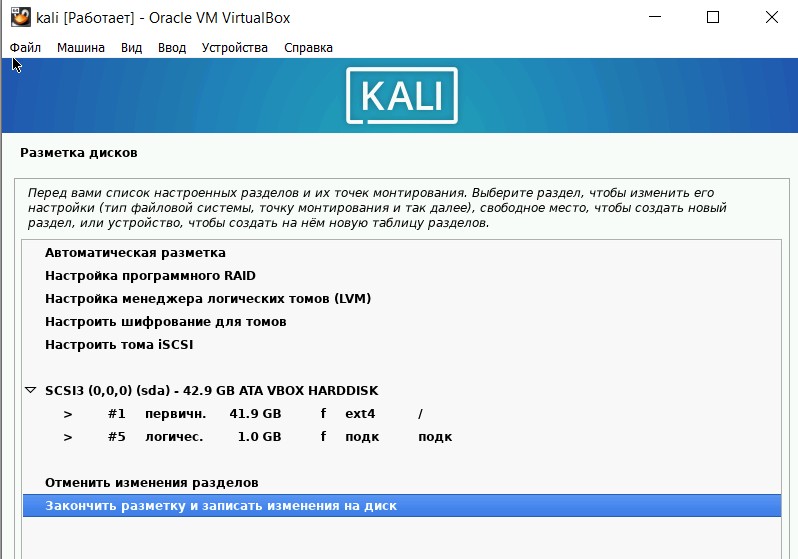 kali [Работает] - Oracle VM VirtualBox
Файл Машина Вид Ввод Устройства Справка
KALI
Разметка дисков
Перед вами список настроенных разделов и их точек монтирования. Выберите раздел, чтобы изменить его
настройки (тип файловой системы, точку монтирования и так далее), свободное место, чтобы создать новый
раздел, или устройство, чтобы создать на нём новую таблицу разделов.
Автоматическая разметка
Настройка программного RAID
Настройка менеджера логических томов (LVM)
Настроить шифрование для томов
Настроить тома iSCSI
SCSI3 (0,0,0) (sda) - 42.9 GB ATA VBOX HARDDISK
> #1 первичн. 41.9 GB f ext4 /
> #5 логичес. 1.0 GB f подк подк
Отменить изменения разделов
Закончить разметку и записать изменения на диск